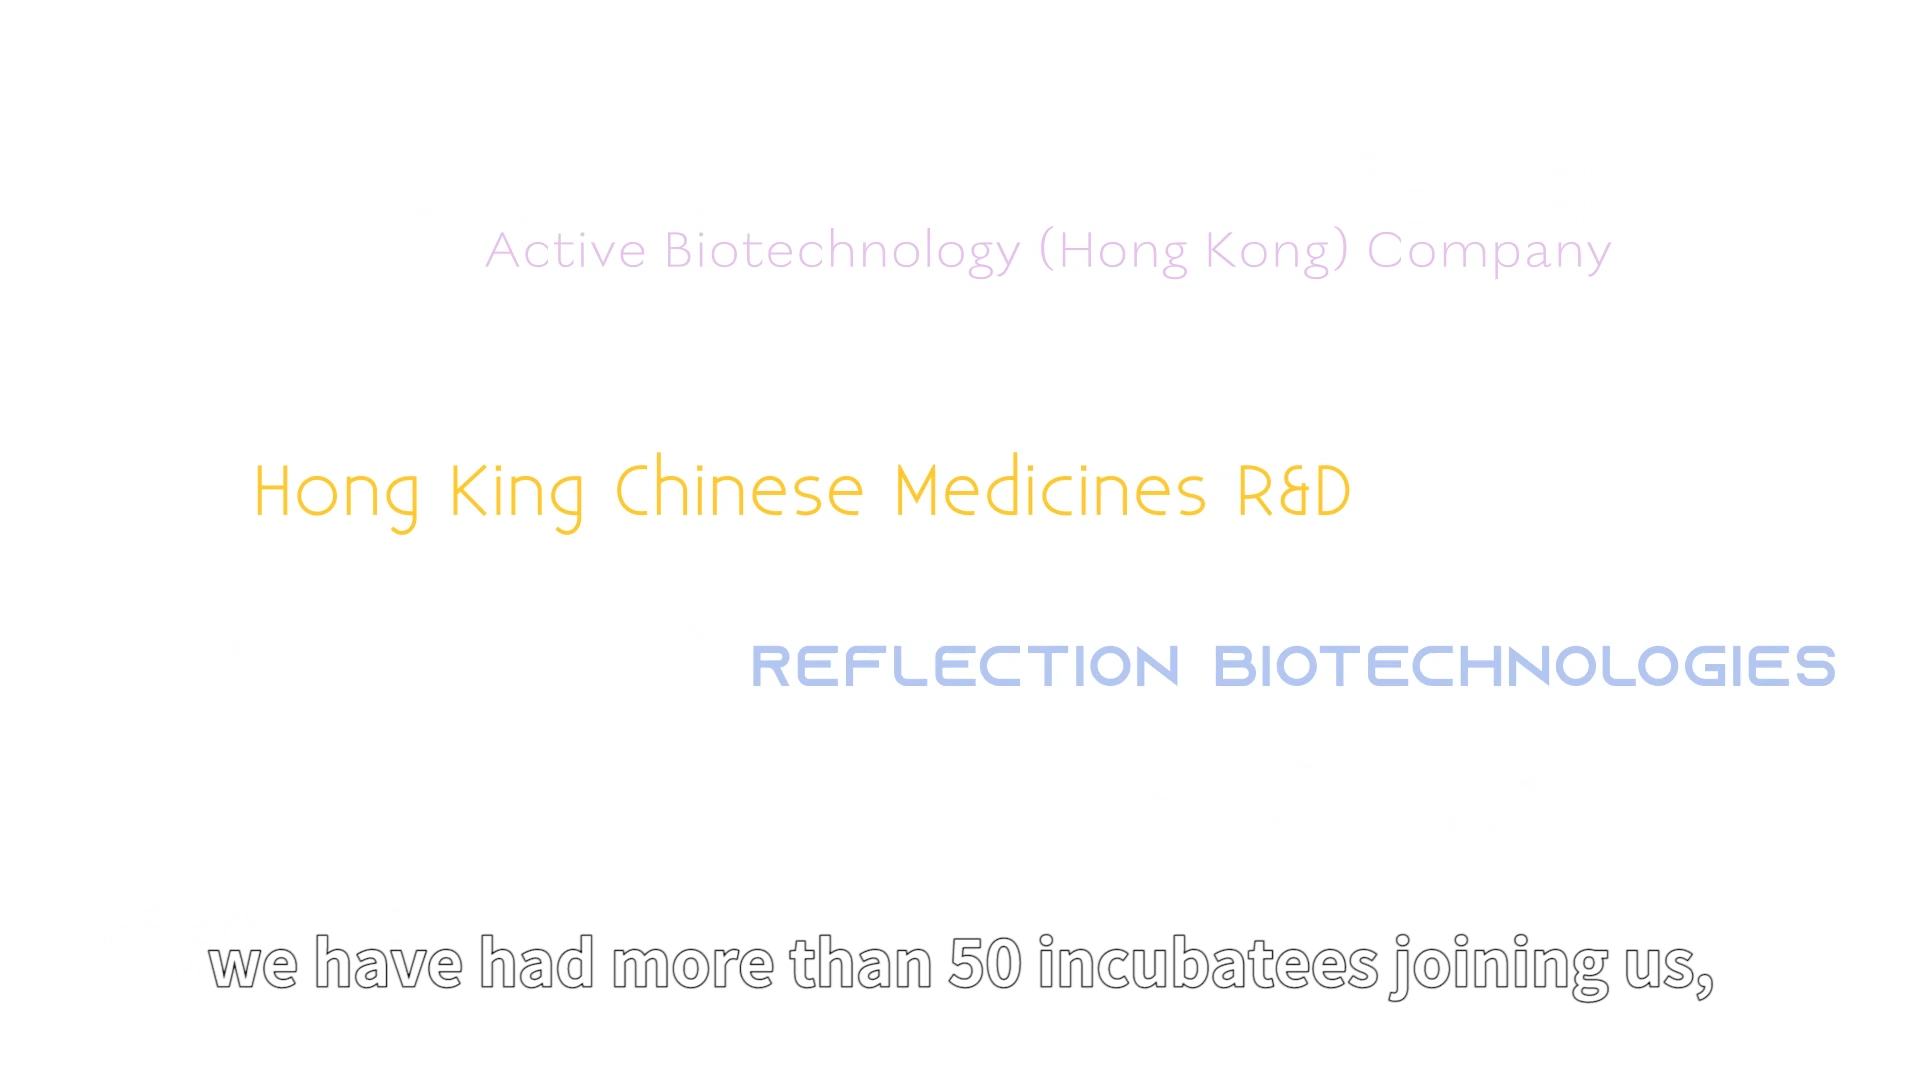 Active Biotechnology (Hong Kong) Company
Hong King Chinese Medicines R&D
REFLECTION BIOTECHNOLOGIES
we have had more than 50 incubatees joining us,